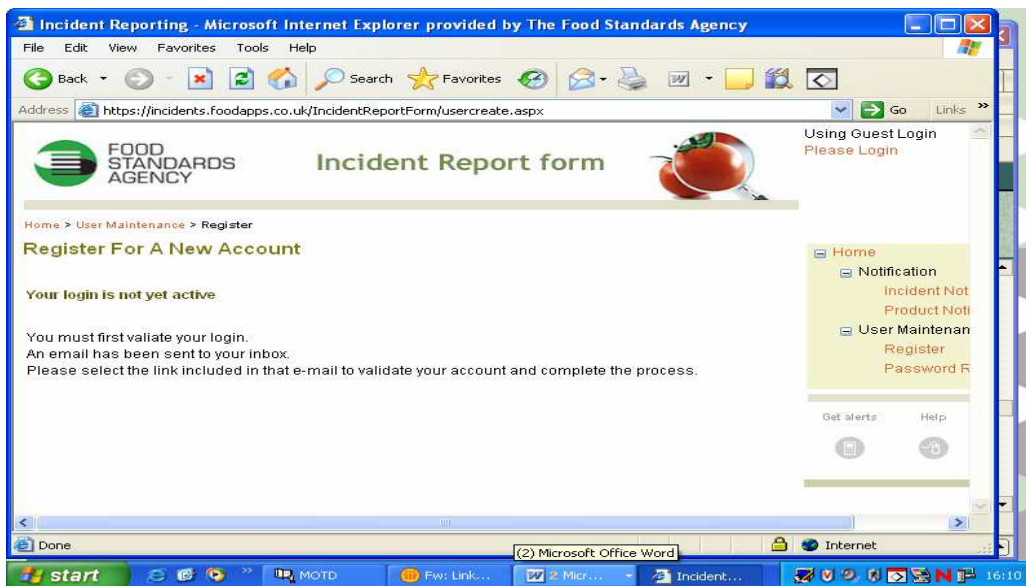 Incident Reporting - Microsoft Internet Explorer provided by The Food Standards Agency
File Edit View Favorites Tools Help
Back Search Favorites
Address https://incidents.foodapps.co.uk/IncidentReportForm/usercreate.aspx Go Links »
FOOD
STANDARDS
AGENCY
Incident Report form
Using Guest Login
Please Login
Home > User Maintenance > Register
Register For A New Account
Your login is not yet active
You must first valiate your login.
An email has been sent to your inbox.
Please select the link included in that e-mail to validate your account and complete the process.
Home
Notification
Incident Not
Product Noti
User Maintenan
Register
Password R
Get alerts Help
Done Internet
(2) Microsoft Office Word
start » MOTD Fw: Link... 2 Micr... Incident... 16:10